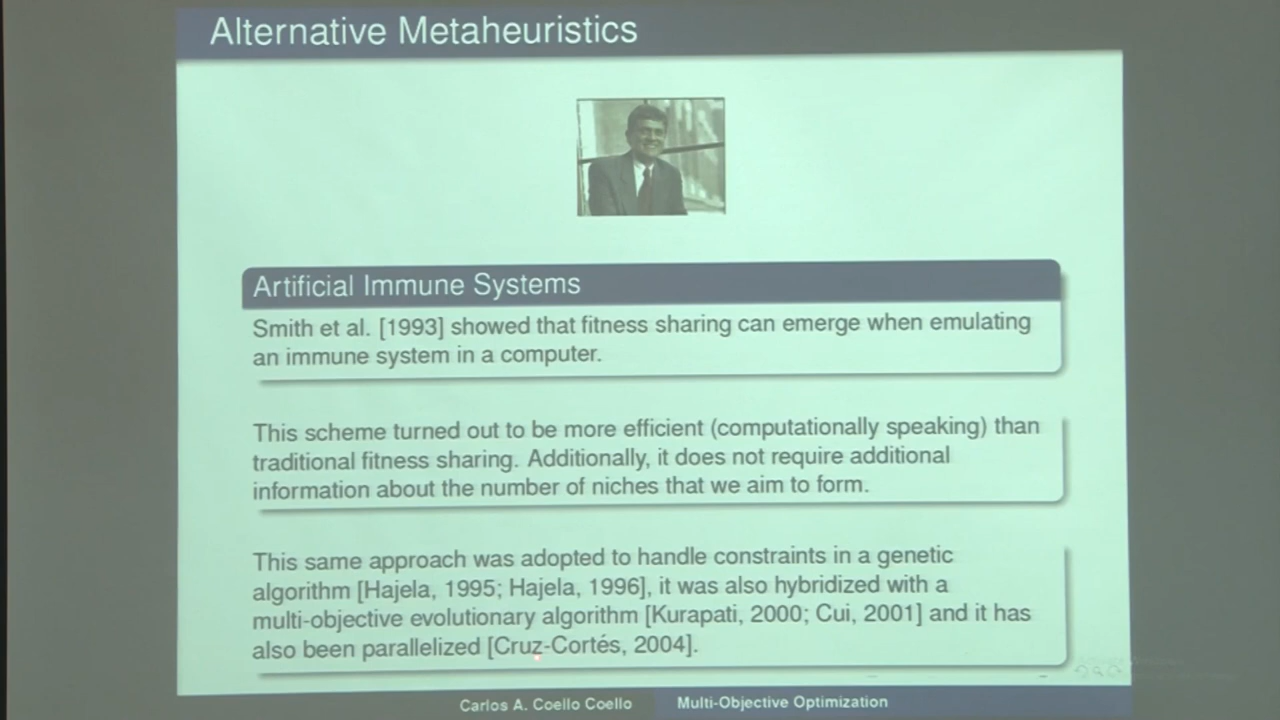 Alternative Metaheuristics
Artificial Immune Systems
Smith et al. [1993] showed that fitness sharing can emerge when emulating
an immune system in a computer.
This scheme turned out to be more efficient (computationally speaking) than
traditional fitness sharing. Additionally, it does not require additional
information about the number of niches that we aim to form.
This same approach was adopted to handle constraints in a genetic
algorithm [Hajela, 1995; Hajela, 1996], it was also hybridized with a
multi-objective evolutionary algorithm [Kurapati, 2000; Cui, 2001] and it has
also been parallelized [Cruz-Cortés, 2004].
Carlos A. Coello Coello Multi-Objective Optimization